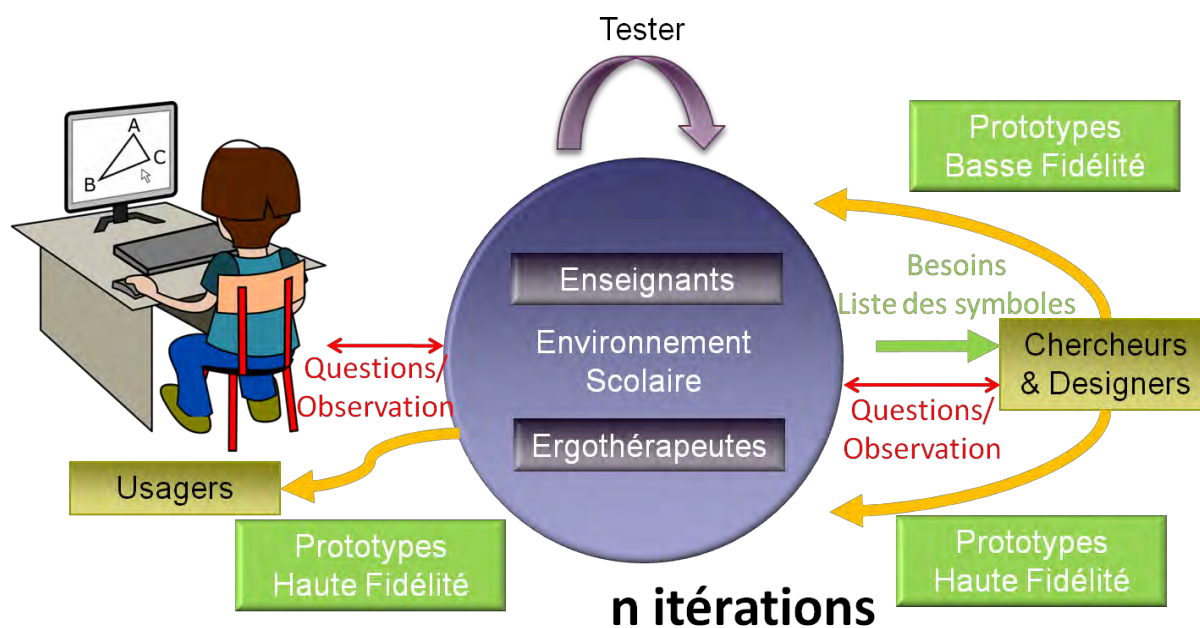 Tester
A
C
B
Prototypes
Basse Fidélité
Enseignants
Environnement
Scolaire
Ergothérapeutes
Besoins
Liste des symboles
Chercheurs
& Designers
Questions/
Observation
Questions/
Observation
Usagers
Prototypes
Haute Fidélité
Prototypes
Haute Fidélité
n itérations